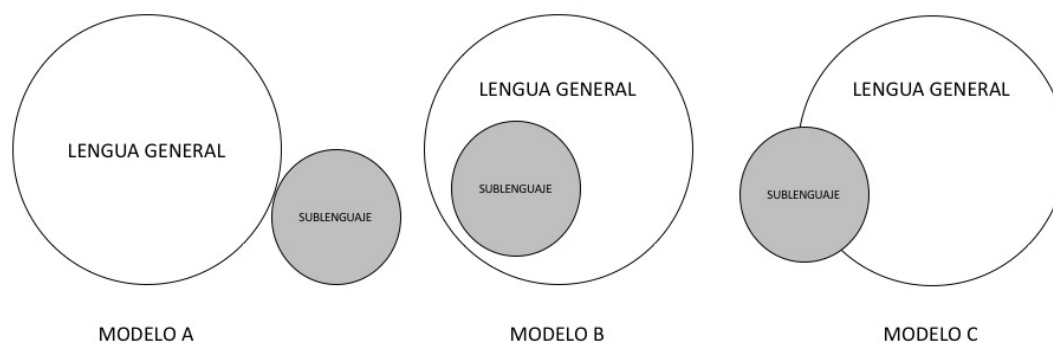 LENGUA GENERAL
SUBLENGUAJE
MODELO A
LENGUA GENERAL
SUBLENGUAJE
MODELO B
LENGUA GENERAL
SUBLENGUAJE
MODELO C